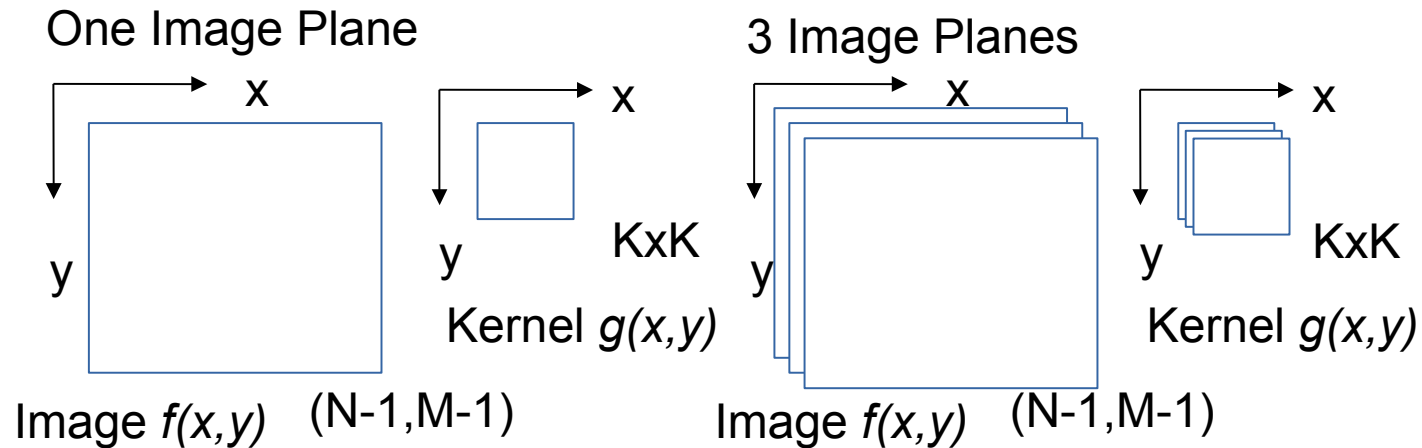 One Image Plane
x
y
x
y
KxK
Kernel g(x,y)
Image f(x,y) (N-1,M-1)
3 Image Planes
x
y
x
y
KxK
Kernel g(x,y)
Image f(x,y) (N-1,M-1)